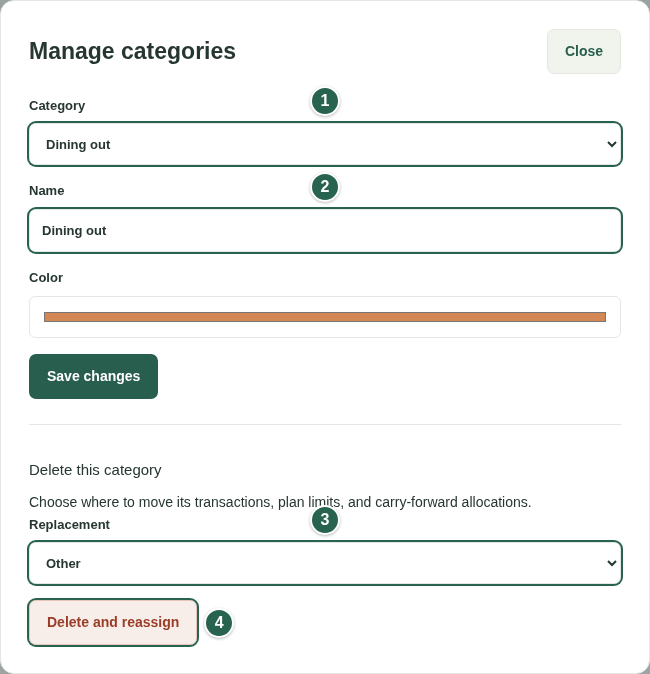 Manage categories
Close
Category
1
Dining out
Name
2
Dining out
Color
Save changes
Delete this category
Choose where to move its transactions, plan limits, and carry-forward allocations.
Replacement
3
Other
Delete and reassign
4